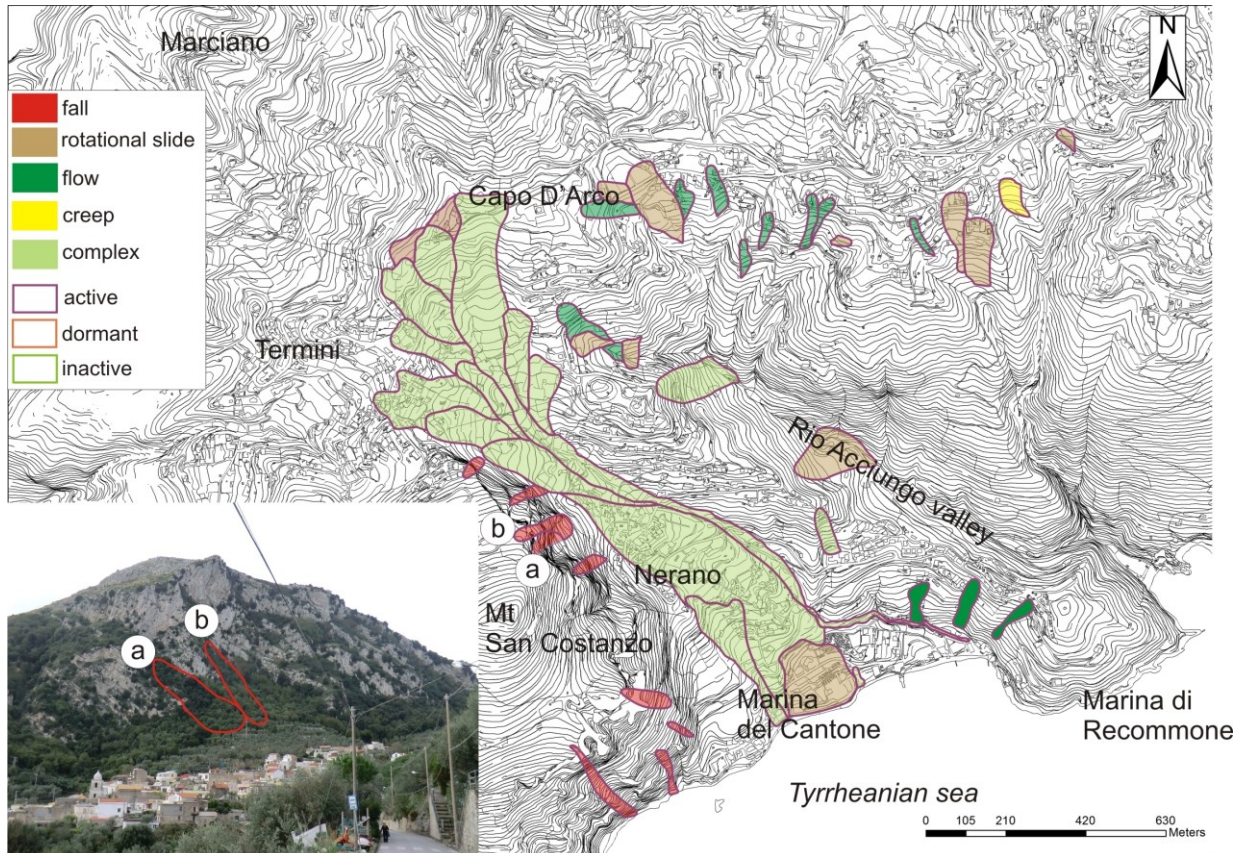 Marciano
N
fall
rotational slide
flow
creep
complex
active
dormant
inactive
Capo D'Arco
Termini
Rio Acciungo valley
b
a
Nerano
Mt
San Costanzo
b
a
Marina
del Cantone
Marina di
Recommone
Tyrrheanian sea
0 105 210 420 630
Meters